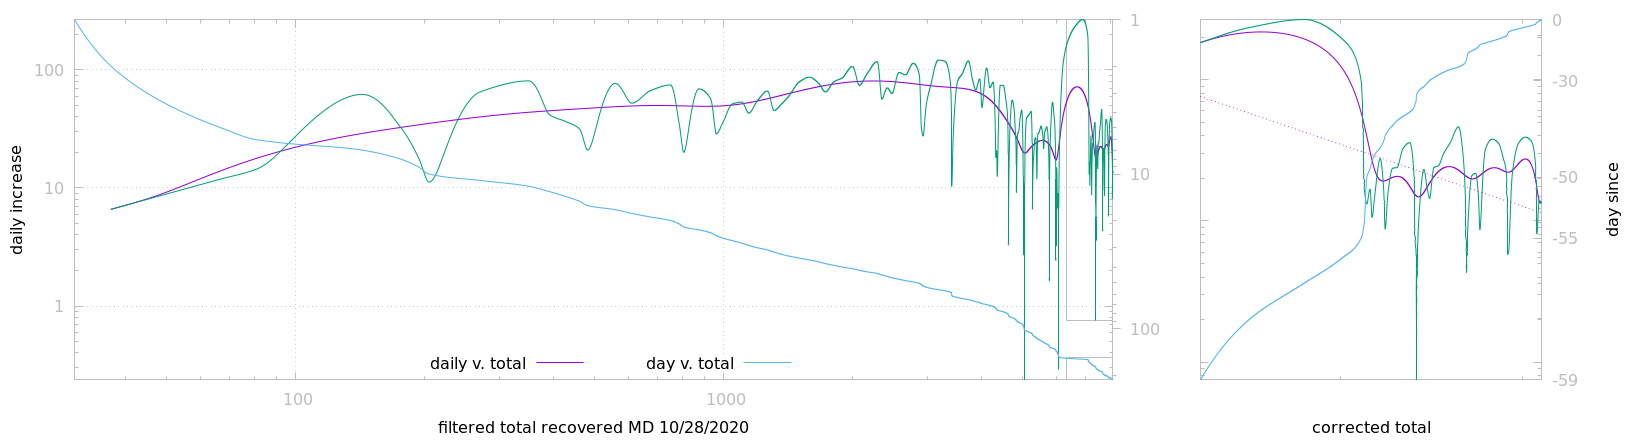 daily increase
100
10
1
100
1000
filtered total recovered MD 10/28/2020
daily v. total
day v. total
1
10
100
0
-30
-50
-55
-59
day since
corrected total